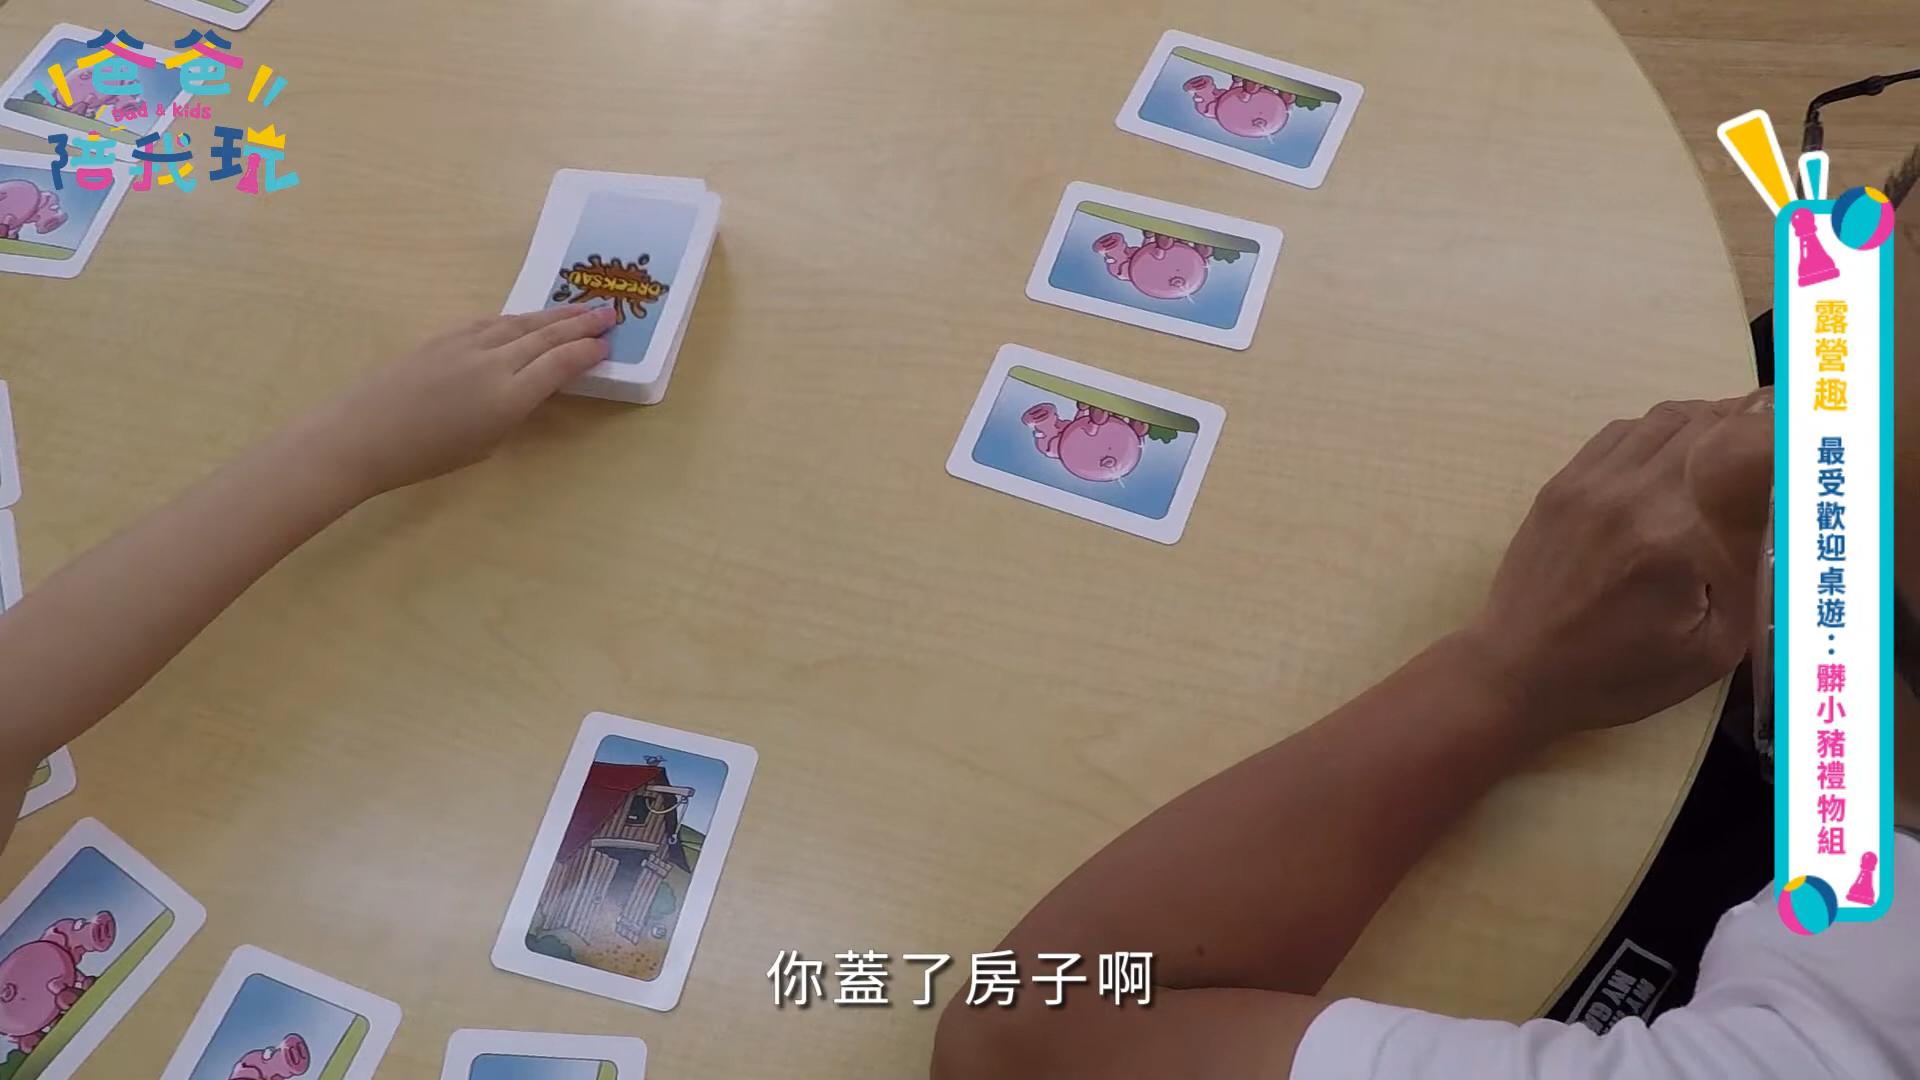 爸爸
Dad & kids
陪我玩
DRECKSAU
露營趣 最受歡迎桌遊：髒小豬禮物組
你蓋了房子啊